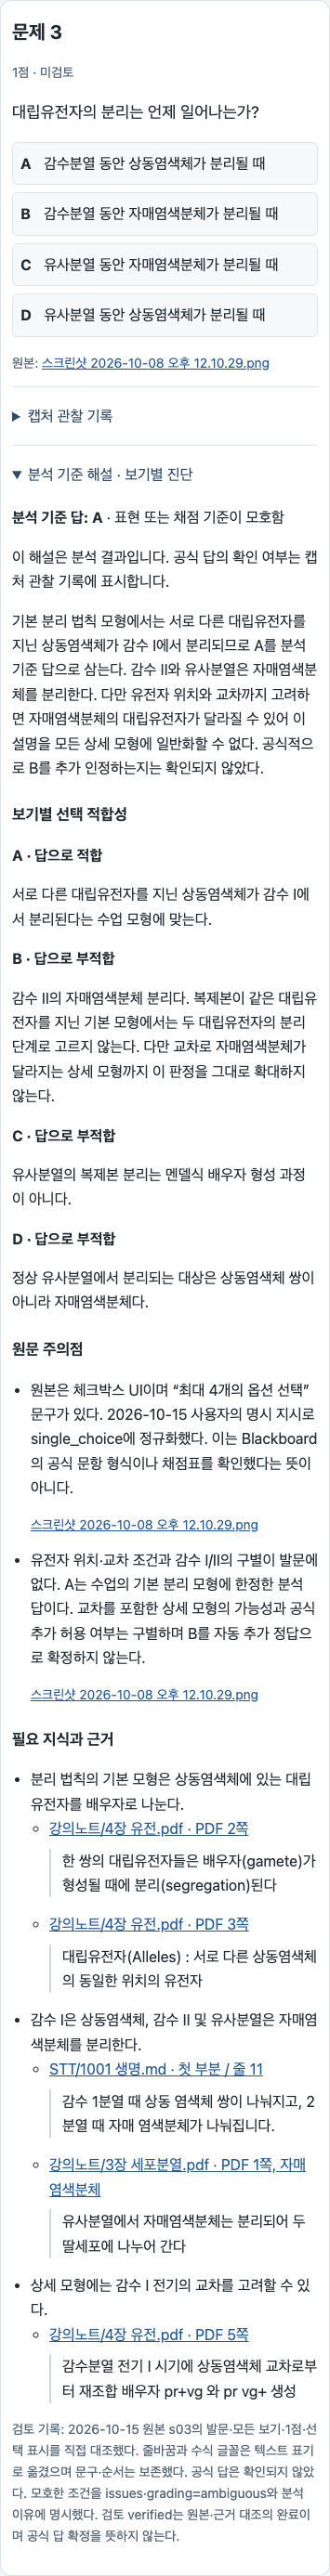 문제 3
1점 · 미검토
대립유전자의 분리는 언제 일어나는가?
A 감수분열 동안 상동염색체가 분리될 때
B 감수분열 동안 자매염색분체가 분리될 때
C 유사분열 동안 자매염색분체가 분리될 때
D 유사분열 동안 상동염색체가 분리될 때
원본: 스크린샷 2026-10-08 오후 12.10.29.png
▶ 캡처 관찰 기록
▼ 분석 기준 해설 · 보기별 진단
분석 기준 답: A · 표현 또는 채점 기준이 모호함
이 해설은 분석 결과입니다. 공식 답의 확인 여부는 캡
처 관찰 기록에 표시합니다.
기본 분리 법칙 모형에서는 서로 다른 대립유전자를
지닌 상동염색체가 감수 I에서 분리되므로 A를 분석
기준 답으로 삼는다. 감수 II와 유사분열은 자매염색분
체를 분리한다. 다만 유전자 위치와 교차까지 고려하
면 자매염색분체의 대립유전자가 달라질 수 있어 이
설명을 모든 상세 모형에 일반화할 수 없다. 공식적으
로 B를 추가 인정하는지는 확인되지 않았다.
보기별 선택 적합성
A · 답으로 적합
서로 다른 대립유전자를 지닌 상동염색체가 감수 I에
서 분리된다는 수업 모형에 맞는다.
B · 답으로 부적합
감수 II의 자매염색분체 분리다. 복제본이 같은 대립유
전자를 지닌 기본 모형에서는 두 대립유전자의 분리
단계로 고르지 않는다. 다만 교차로 자매염색분체가
달라지는 상세 모형까지 이 판정을 그대로 확대하지
않는다.
C · 답으로 부적합
유사분열의 복제본 분리는 멘델식 배우자 형성 과정
이 아니다.
D · 답으로 부적합
정상 유사분열에서 분리되는 대상은 상동염색체 쌍이
아니라 자매염색분체다.
원문 주의점
• 원본은 체크박스 UI이며 “최대 4개의 옵션 선택”
문구가 있다. 2026-10-15 사용자의 명시 지시로
single_choice에 정규화했다. 이는 Blackboard
의 공식 문항 형식이나 채점표를 확인했다는 뜻이
아니다.
스크린샷 2026-10-08 오후 12.10.29.png
• 유전자 위치·교차 조건과 감수 I/II의 구별이 발문에
없다. A는 수업의 기본 분리 모형에 한정한 분석
답이다. 교차를 포함한 상세 모형의 가능성과 공식
추가 허용 여부는 구별하며 B를 자동 추가 정답으
로 확정하지 않는다.
스크린샷 2026-10-08 오후 12.10.29.png
필요 지식과 근거
• 분리 법칙의 기본 모형은 상동염색체에 있는 대립
유전자를 배우자로 나눈다.
◦ 강의노트/4장 유전.pdf · PDF 2쪽
한 쌍의 대립유전자들은 배우자(gamete)가
형성될 때에 분리(segregation)된다
◦ 강의노트/4장 유전.pdf · PDF 3쪽
대립유전자(Alleles) : 서로 다른 상동염색체
의 동일한 위치의 유전자
• 감수 I은 상동염색체, 감수 II 및 유사분열은 자매염
색분체를 분리한다.
◦ STT/1001 생명.md · 첫 부분 / 줄 11
감수 1분열 때 상동 염색체 쌍이 나눠지고, 2
분열 때 자매 염색분체가 나눠집니다.
◦ 강의노트/3장 세포분열.pdf · PDF 1쪽, 자매
염색분체
유사분열에서 자매염색분체는 분리되어 두
딸세포에 나누어 간다
• 상세 모형에는 감수 I 전기의 교차를 고려할 수 있
다.
◦ 강의노트/4장 유전.pdf · PDF 5쪽
감수분열 전기 I 시기에 상동염색체 교차로부
터 재조합 배우자 pr+vg 와 pr vg+ 생성
검토 기록: 2026-10-15 원본 s03의 발문·모든 보기·1점·선
택 표시를 직접 대조했다. 줄바꿈과 수식 글꼴은 텍스트 표기
로 옮겼으며 문구·순서는 보존했다. 공식 답은 확인되지 않았
다. 모호한 조건을 issues·grading=ambiguous와 분석
이유에 명시했다. 검토 verified는 원본·근거 대조의 완료이
며 공식 답 확정을 뜻하지 않는다.